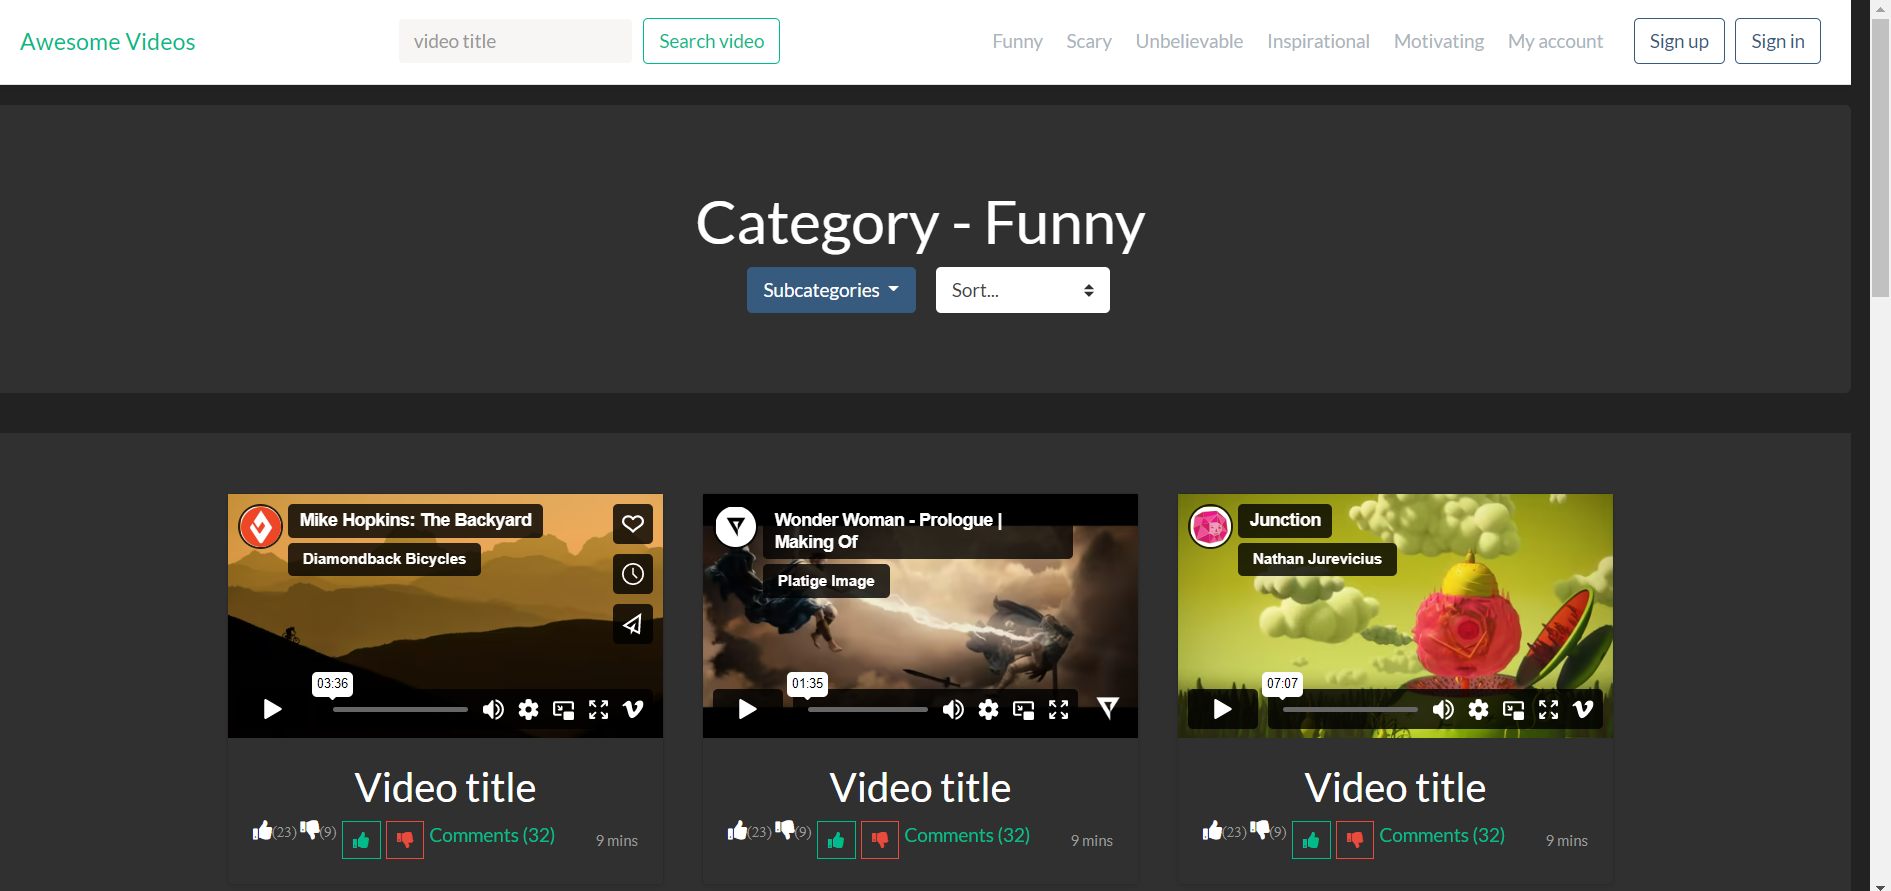 Awesome Videos
video title
Search video
Funny
Scary
Unbelievable
Inspirational
Motivating
My account
Sign up
Sign in
Category - Funny
Subcategories
Sort...
Mike Hopkins: The Backyard
Diamondback Bicycles
03:36
Video title
(23) (9) Comments (32) 9 mins
Wonder Woman - Prologue |
Making Of
Platige Image
01:35
Video title
(23) (9) Comments (32) 9 mins
Junction
Nathan Jurevicius
07:07
Video title
(23) (9) Comments (32) 9 mins